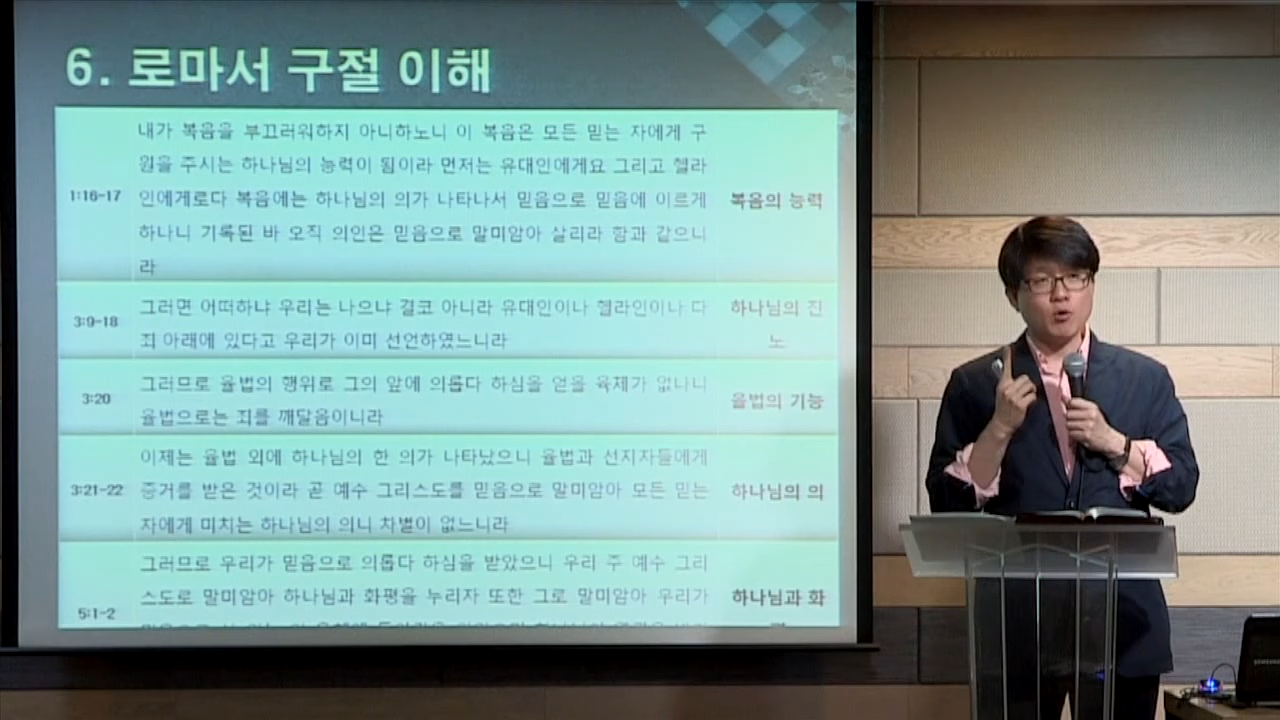 6. 로마서 구절 이해
내가 복음을 부끄러워하지 아니하노니 이 복음은 모든 믿는 자에게 구
원을 주시는 하나님의 능력이 됨이라 먼저는 유대인에게요 그리고 헬라
1:16-17
인에게로다 복음에는 하나님의 의가 나타나서 믿음으로 믿음에 이르게
복음의 능력
하나니 기록된 바 오직 의인은 믿음으로 말미암아 살리라 함과 같으니
라
3:9-18
그러면 어떠하냐 우리는 나으냐 결코 아니라 유대인이나 헬라인이나 다
죄 아래에 있다고 우리가 이미 선언하였느니라
하나님의 진
노
3:20
그러므로 율법의 행위로 그의 앞에 의롭다 하심을 얻을 육체가 없나니
율법으로는 죄를 깨달음이니라
율법의 기능
3:21-22
이제는 율법 외에 하나님의 한 의가 나타났으니 율법과 선지자들에게
증거를 받은 것이라 곧 예수 그리스도를 믿음으로 말미암아 모든 믿는
자에게 미치는 하나님의 의니 차별이 없느니라
하나님의 의
5:1-2
그러므로 우리가 믿음으로 의롭다 하심을 받았으니 우리 주 예수 그리
스도로 말미암아 하나님과 화평을 누리자 또한 그로 말미암아 우리가
하나님과 화
SAMSUNG